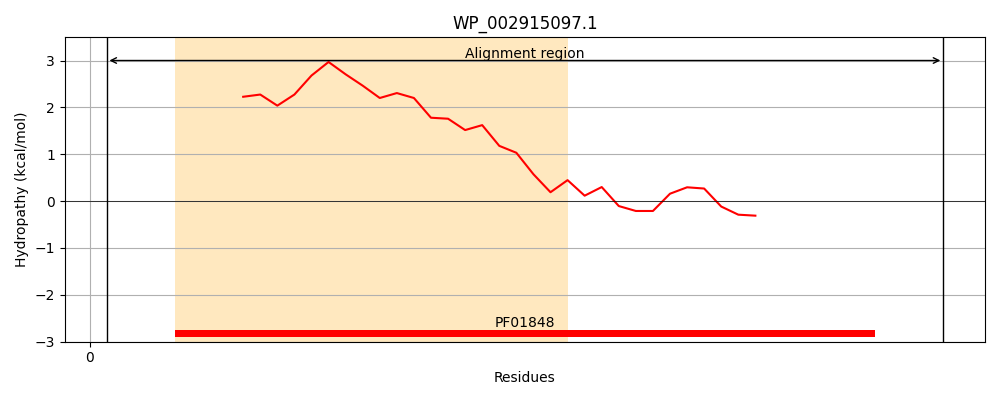 WP_002915097.1
Alignment region
3
2
1
0
−1
−2
−3
Hydropathy (kcal/mol)
PF01848
0
Residues